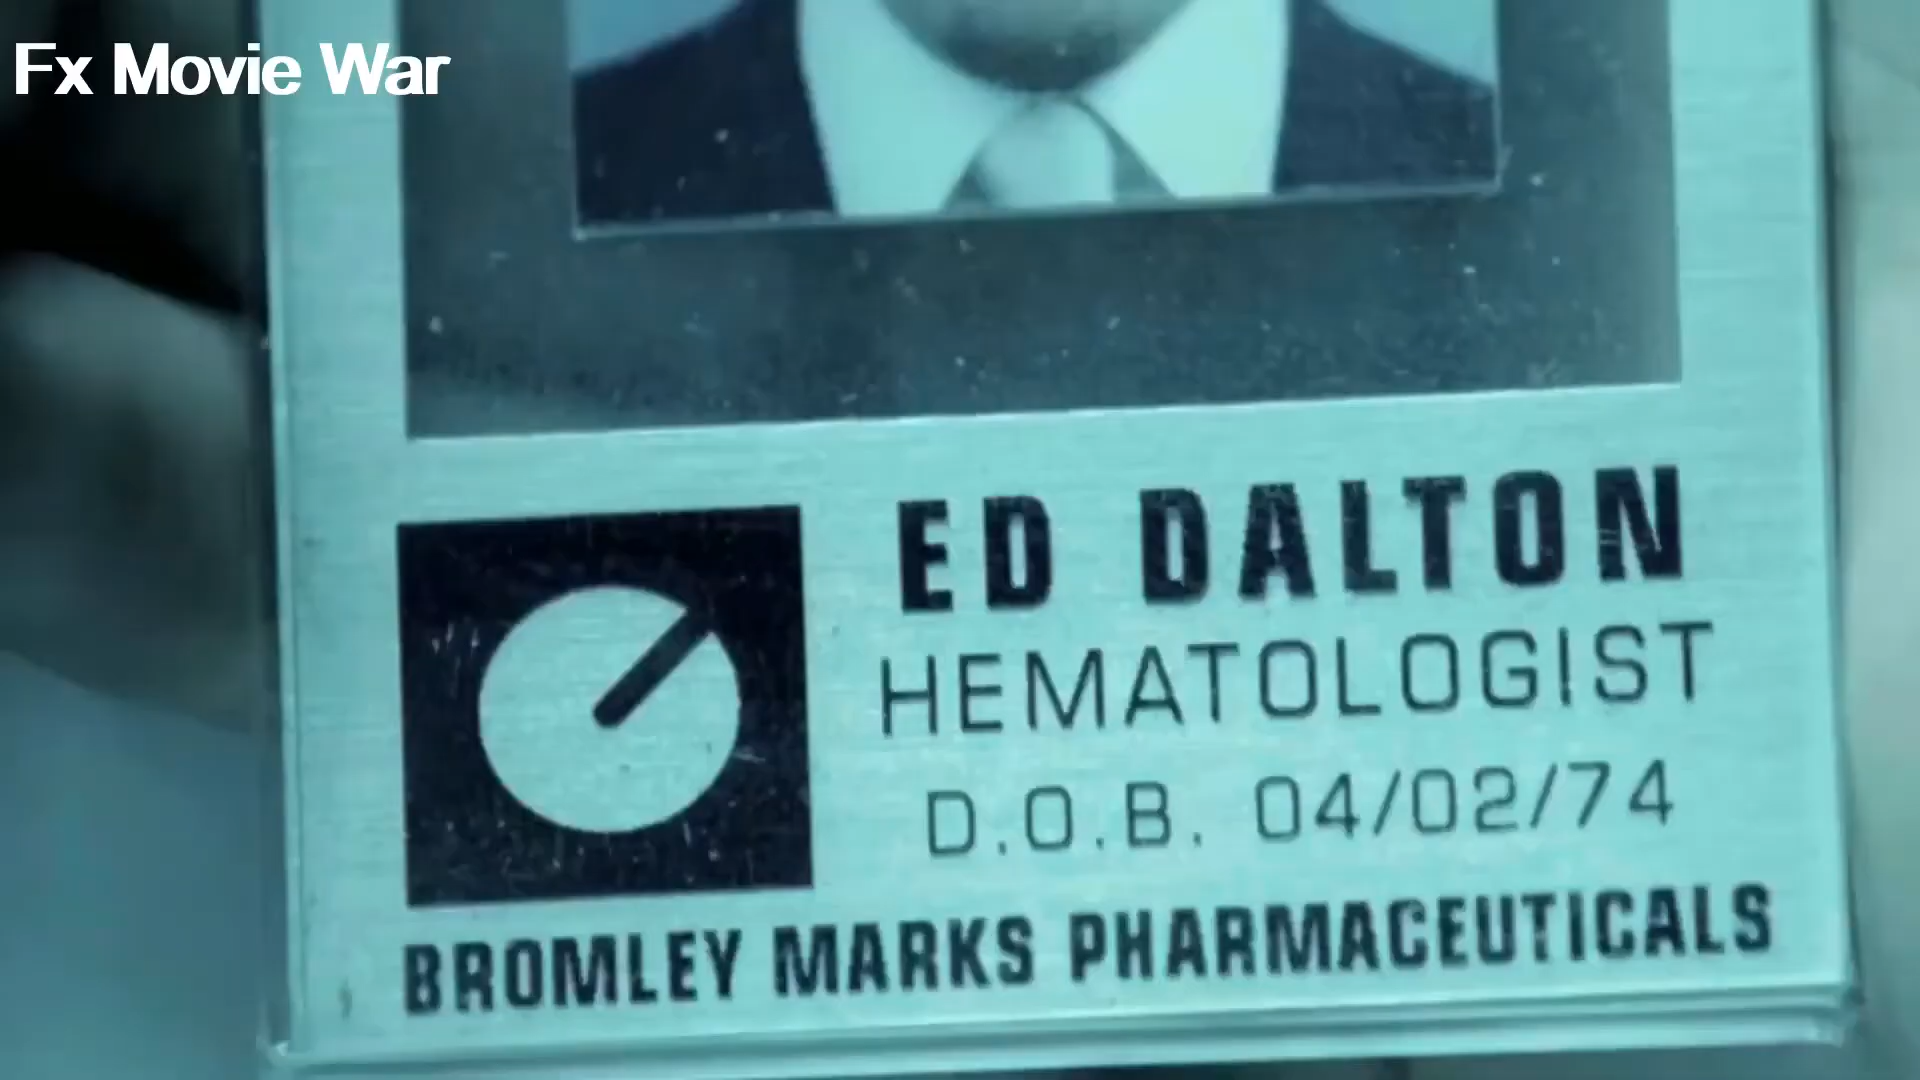 Fx Movie War
ED DALTON
HEMATOLOGIST
D.O.B. 04/02/74
BROMLEY MARKS PHARMACEUTICALS